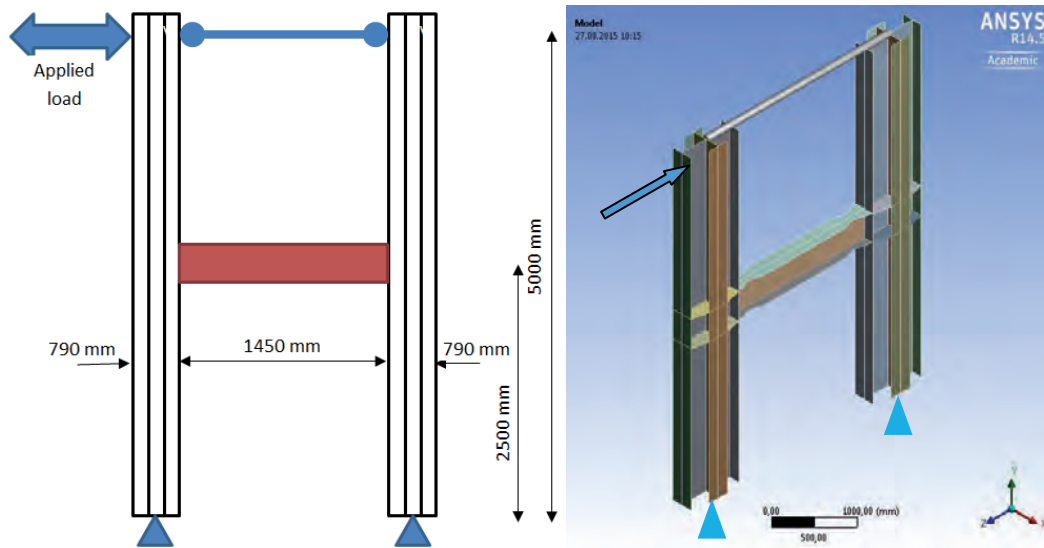 Applied
load
790 mm
1450 mm
790 mm
2500 mm
5000 mm
Model
27.08.2015 10:15
ANSYS
R14.5
Academic
0,00
1000,00 (mm)
500,00
Y
Z
X